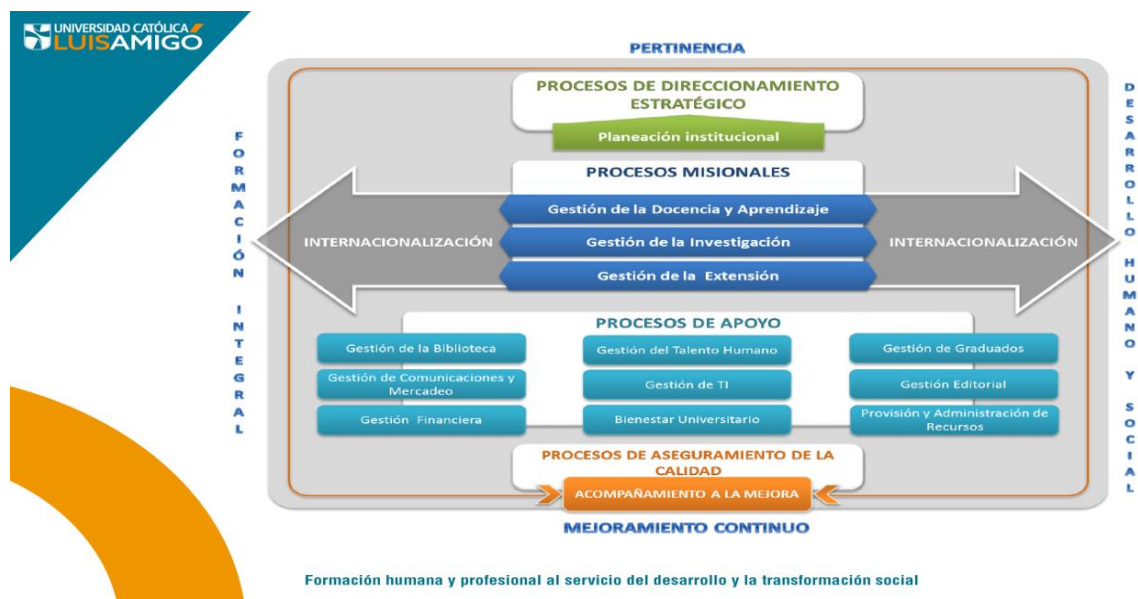 UNIVERSIDAD CATÓLICA
LUISAMIGÓ
PERTINENCIA
PROCESOS DE DIRECCIONAMIENTO
ESTRATÉGICO
Planeación institucional
FORMACIÓN INTEGRAL
DESARROLLO HUMANO Y SOCIAL
PROCESOS MISIONALES
Gestión de la Docencia y Aprendizaje
INTERNACIONALIZACIÓN
Gestión de la Investigación
INTERNACIONALIZACIÓN
Gestión de la Extensión
PROCESOS DE APOYO
Gestión de la Biblioteca
Gestión del Talento Humano
Gestión de Graduados
Gestión de Comunicaciones y
Mercadeo
Gestión de TI
Gestión Editorial
Gestión Financiera
Bienestar Universitario
Provisión y Administración de
Recursos
PROCESOS DE ASEGURAMIENTO DE LA
CALIDAD
ACOMPAÑAMIENTO A LA MEJORA
MEJORAMIENTO CONTINUO
Formación humana y profesional al servicio del desarrollo y la transformación social